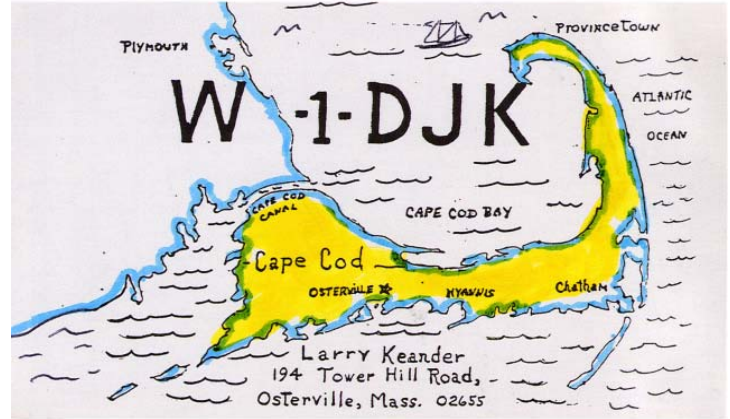 PLYMOUTH
PROVINCETOWN
W -1- DJK
ATLANTIC
OCEAN
CAPE COD
CANAL
CAPE COD BAY
Cape Cod
OSTERVILLE
HYANNIS
Chatham
Larry Keander
194 Tower Hill Road,
Osterville, Mass. 02655